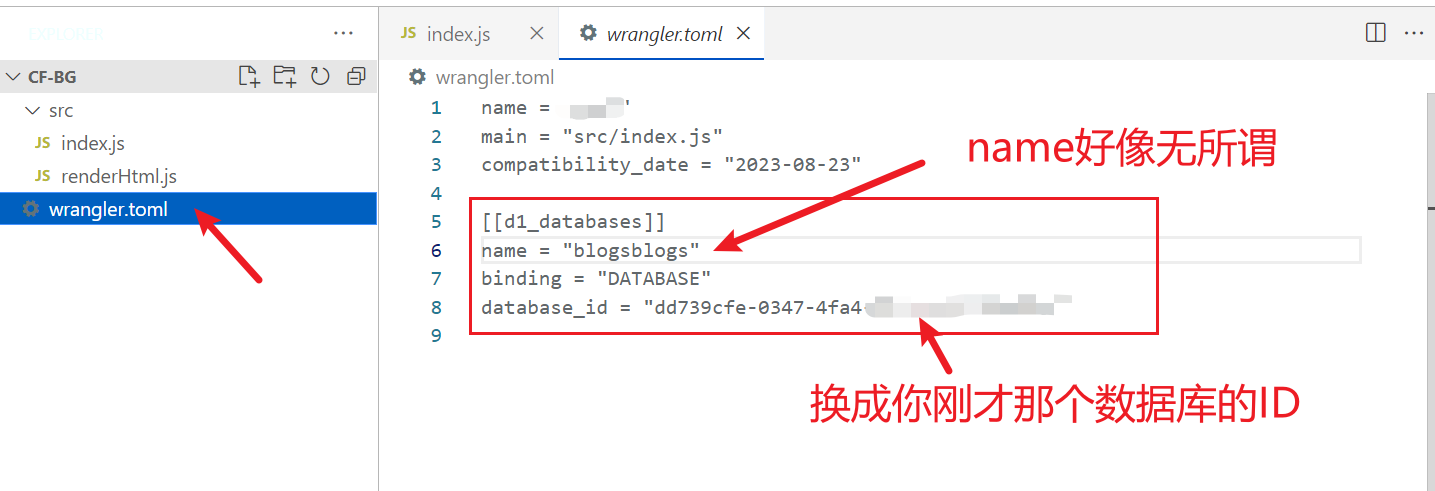 EXPLORER
···
CF-BG
src
JS index.js
JS renderHtml.js
wrangler.toml
JS index.js
wrangler.toml
···
wrangler.toml
1 name = "
2 main = "src/index.js"
3 compatibility_date = "2023-08-23"
4
5 [[d1_databases]]
6 name = "blogsblogs"
7 binding = "DATABASE"
8 database_id = "dd739cfe-0347-4fa4-
9
name好像无所谓
换成你刚才那个数据库的ID